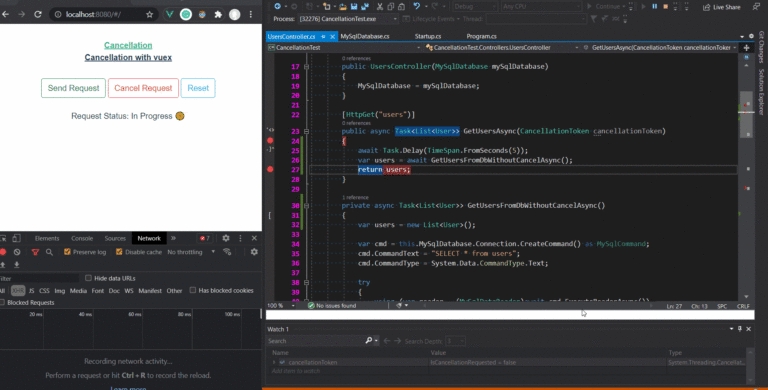 localhost:8080/#/
Cancellation
Cancellation with vuex
Send Request
Cancel Request
Reset
Request Status: In Progress
Elements
Console
Sources
Network
»
7
Preserve log
Disable cache
No throttling
Hide data URLs
JS CSS Img Media Font Doc WS Manifest Other
Has blocked cookies
Blocked Requests
20 ms
40 ms
60 ms
80 ms
100 ms
Recording network activity...
Perform a request or hit Ctrl + R to record the reload.
Learn more
Debug
Any CPU
Continue
Live Share
Process: [32276] CancellationTest.exe
Lifecycle Events
Thread:
UsersController.cs
MySqlDatabase.cs
Startup.cs
Program.cs
CancellationTest
CancellationTest.Controllers.UsersController
GetUsersAsync(CancellationToken cancellationToken)
0 references
17 public UsersController(MySqlDatabase mySqlDatabase)
18 {
19 MySqlDatabase = mySqlDatabase;
20 }
21
22 [HttpGet("users")]
0 references
23 public async Task<List<User>> GetUsersAsync(CancellationToken cancellationToken)
24 {
25 await Task.Delay(TimeSpan.FromSeconds(5));
26 var users = await GetUsersFromDbWithoutCancelAsync();
27 return users;
28 }
29
1 reference
30 private async Task<List<User>> GetUsersFromDbWithoutCancelAsync()
31 {
32 var users = new List<User>();
33
34 var cmd = this.MySqlDatabase.Connection.CreateCommand() as MySqlCommand;
35 cmd.CommandText = "SELECT * from users";
36 cmd.CommandType = System.Data.CommandType.Text;
37
38 try
39 {
100 %
No issues found
Ln: 27
Ch: 13
SPC
CRLF
Git Changes
Solution Explorer
Watch 1
Search
Search Depth:
Name
Value
Type
cancellationToken
IsCancellationRequested = false
System.Threading.Cancellat...
Add item to watch